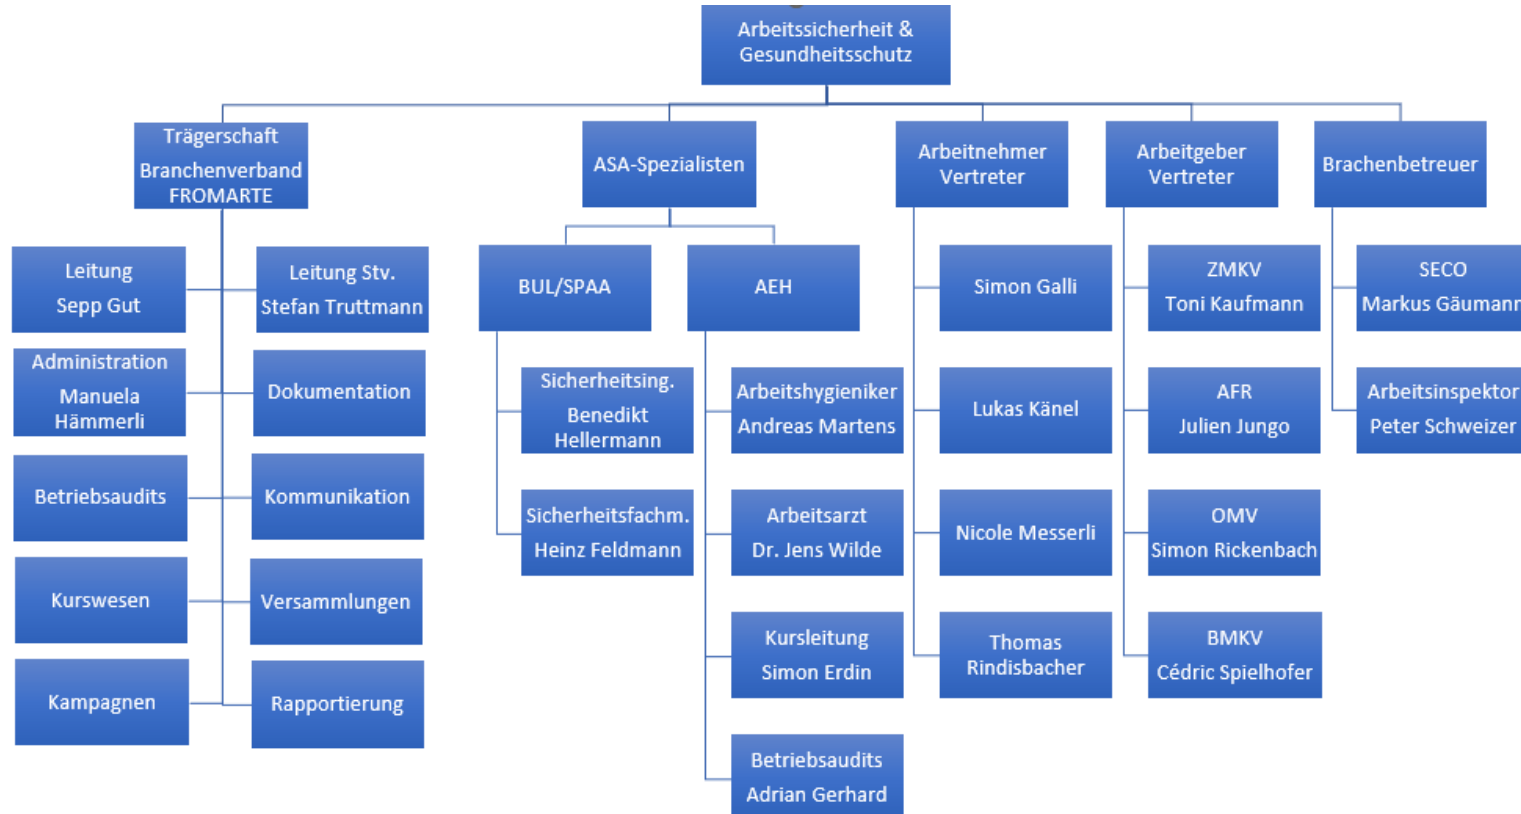 Arbeitssicherheit &
Gesundheitsschutz
Trägerschaft
Branchenverband
FROMARTE
ASA-Spezialisten
Arbeitnehmer
Vertreter
Arbeitgeber
Vertreter
Brachenbetreuer
Leitung
Sepp Gut
Leitung Stv.
Stefan Truttmann
Administration
Manuela
Hämmerli
Dokumentation
Betriebsaudits
Kommunikation
Kurswesen
Versammlungen
Kampagnen
Rapportierung
BUL/SPAA
Sicherheitsing.
Benedikt
Hellermann
Sicherheitsfachm.
Heinz Feldmann
AEH
Arbeitshygieniker
Andreas Martens
Arbeitsarzt
Dr. Jens Wilde
Kursleitung
Simon Erdin
Betriebsaudits
Adrian Gerhard
Simon Galli
Lukas Känel
Nicole Messerli
Thomas
Rindisbacher
ZMKV
Toni Kaufmann
AFR
Julien Jungo
OMV
Simon Rickenbach
BMKV
Cédric Spielhofer
SECO
Markus Gäumann
Arbeitsinspektor
Peter Schweizer